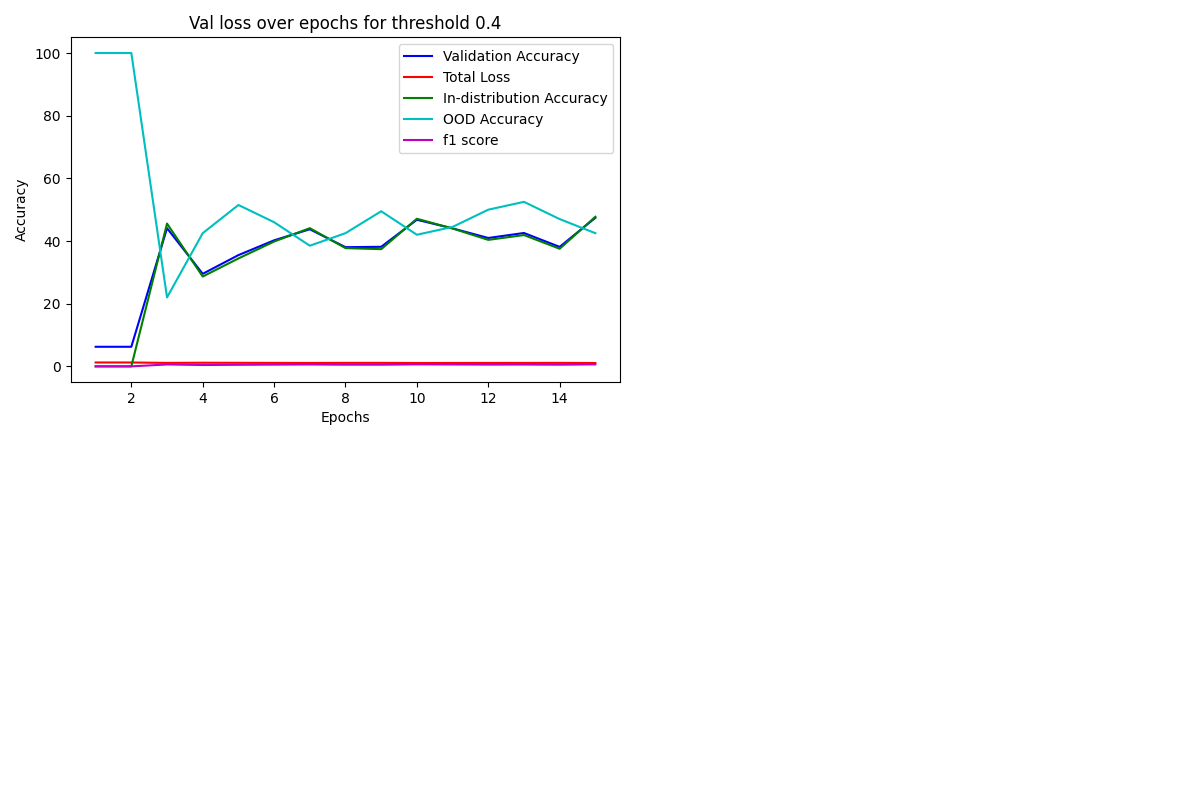 Val loss over epochs for threshold 0.4
100
80
60
40
20
0
Accuracy
Validation Accuracy
Total Loss
In-distribution Accuracy
OOD Accuracy
f1 score
2 4 6 8 10 12 14
Epochs